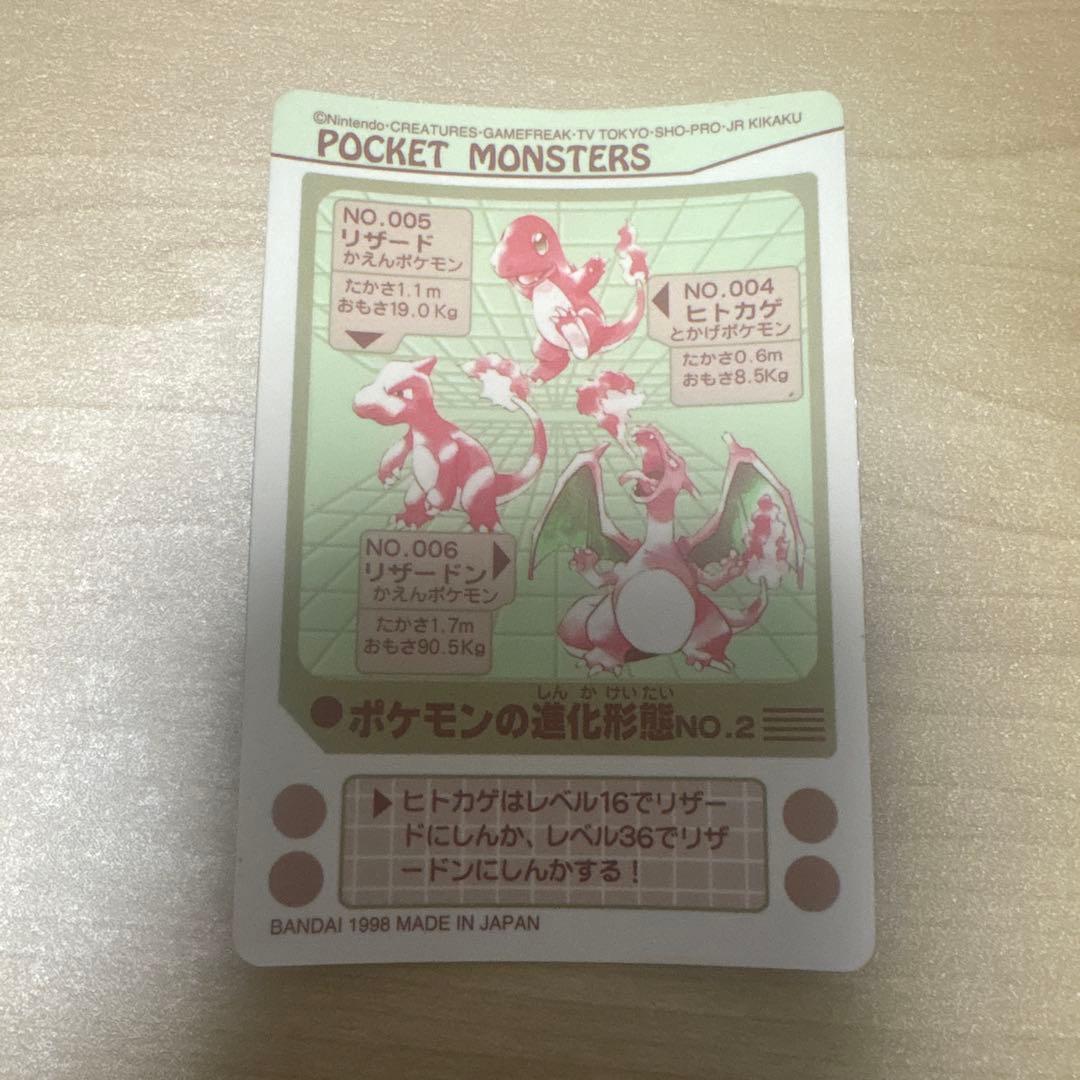 ©Nintendo・CREATURES・GAMEFREAK・TV TOKYO・SHO-PRO・JR KIKAKU
POCKET MONSTERS
NO.005
リザード
かえんポケモン
たかさ1.1m
おもさ19.0Kg
NO.004
ヒトカゲ
とかげポケモン
たかさ0.6m
おもさ8.5Kg
NO.006
リザードン
かえんポケモン
たかさ1.7m
おもさ90.5Kg
しん か けいたい
ポケモンの進化形態NO.2
ヒトカゲはレベル16でリザー
ドにしんか、レベル36でリザ
ードンにしんかする!
BANDAI 1998 MADE IN JAPAN